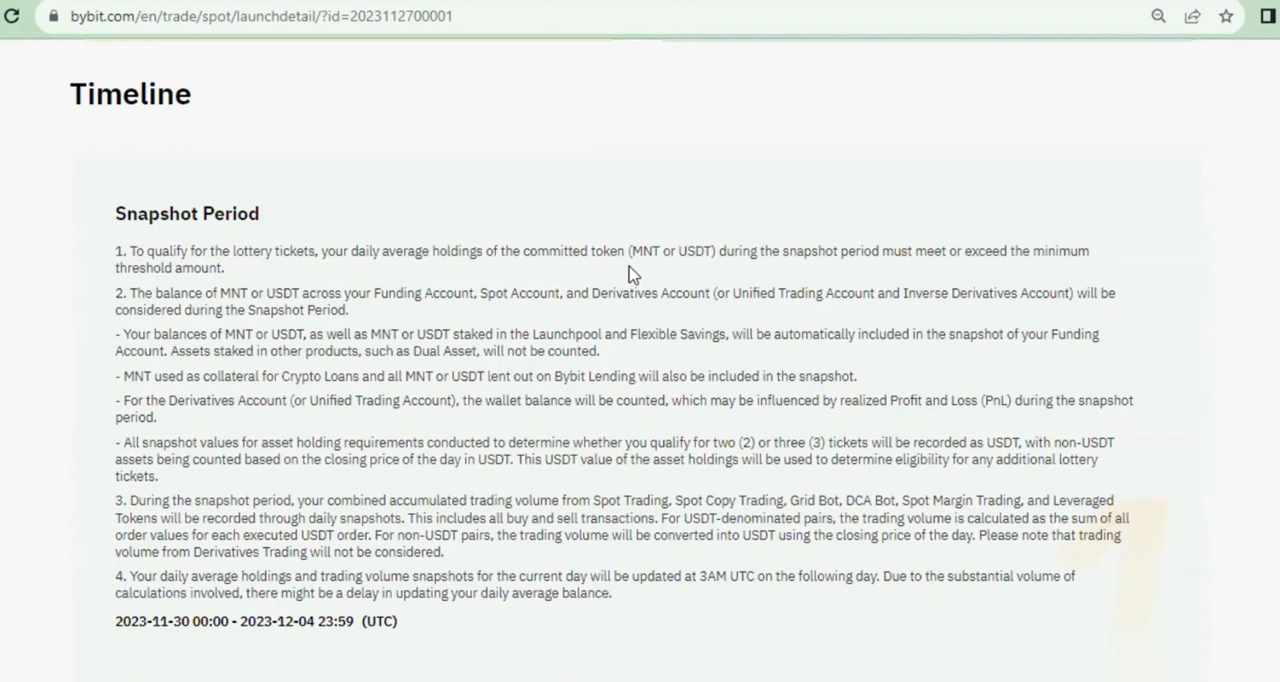 bybit.com/en/trade/spot/launchdetail/?id=2023112700001
Timeline
Snapshot Period
1. To qualify for the lottery tickets, your daily average holdings of the committed token (MNT or USDT) during the snapshot period must meet or exceed the minimum
threshold amount.
2. The balance of MNT or USDT across your Funding Account, Spot Account, and Derivatives Account (or Unified Trading Account and Inverse Derivatives Account) will be
considered during the Snapshot Period.
- Your balances of MNT or USDT, as well as MNT or USDT staked in the Launchpool and Flexible Savings, will be automatically included in the snapshot of your Funding
Account. Assets staked in other products, such as Dual Asset, will not be counted.
- MNT used as collateral for Crypto Loans and all MNT or USDT lent out on Bybit Lending will also be included in the snapshot.
- For the Derivatives Account (or Unified Trading Account), the wallet balance will be counted, which may be influenced by realized Profit and Loss (PnL) during the snapshot
period.
- All snapshot values for asset holding requirements conducted to determine whether you qualify for two (2) or three (3) tickets will be recorded as USDT, with non-USDT
assets being counted based on the closing price of the day in USDT. This USDT value of the asset holdings will be used to determine eligibility for any additional lottery
tickets.
3. During the snapshot period, your combined accumulated trading volume from Spot Trading, Spot Copy Trading, Grid Bot, DCA Bot, Spot Margin Trading, and Leveraged
Tokens will be recorded through daily snapshots. This includes all buy and sell transactions. For USDT-denominated pairs, the trading volume is calculated as the sum of all
order values for each executed USDT order. For non-USDT pairs, the trading volume will be converted into USDT using the closing price of the day. Please note that trading
volume from Derivatives Trading will not be considered.
4. Your daily average holdings and trading volume snapshots for the current day will be updated at 3AM UTC on the following day. Due to the substantial volume of
calculations involved, there might be a delay in updating your daily average balance.
2023-11-30 00:00 - 2023-12-04 23:59 (UTC)
1